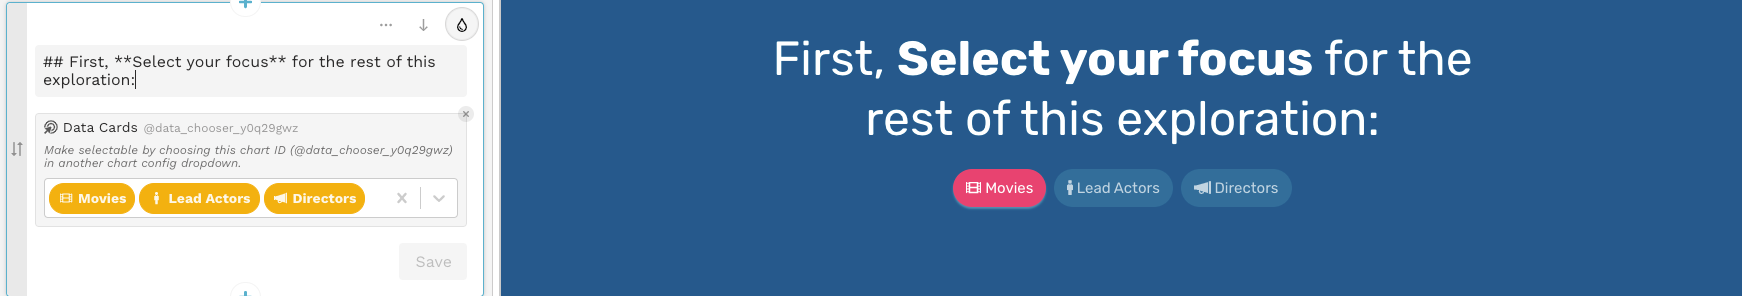 ## First, **Select your focus** for the rest of this
exploration:
Data Cards @data_chooser_y0q29gwz
Make selectable by choosing this chart ID (@data_chooser_y0q29gwz)
in another chart config dropdown.
Movies Lead Actors Directors
Save
First, Select your focus for the
rest of this exploration:
Movies Lead Actors Directors